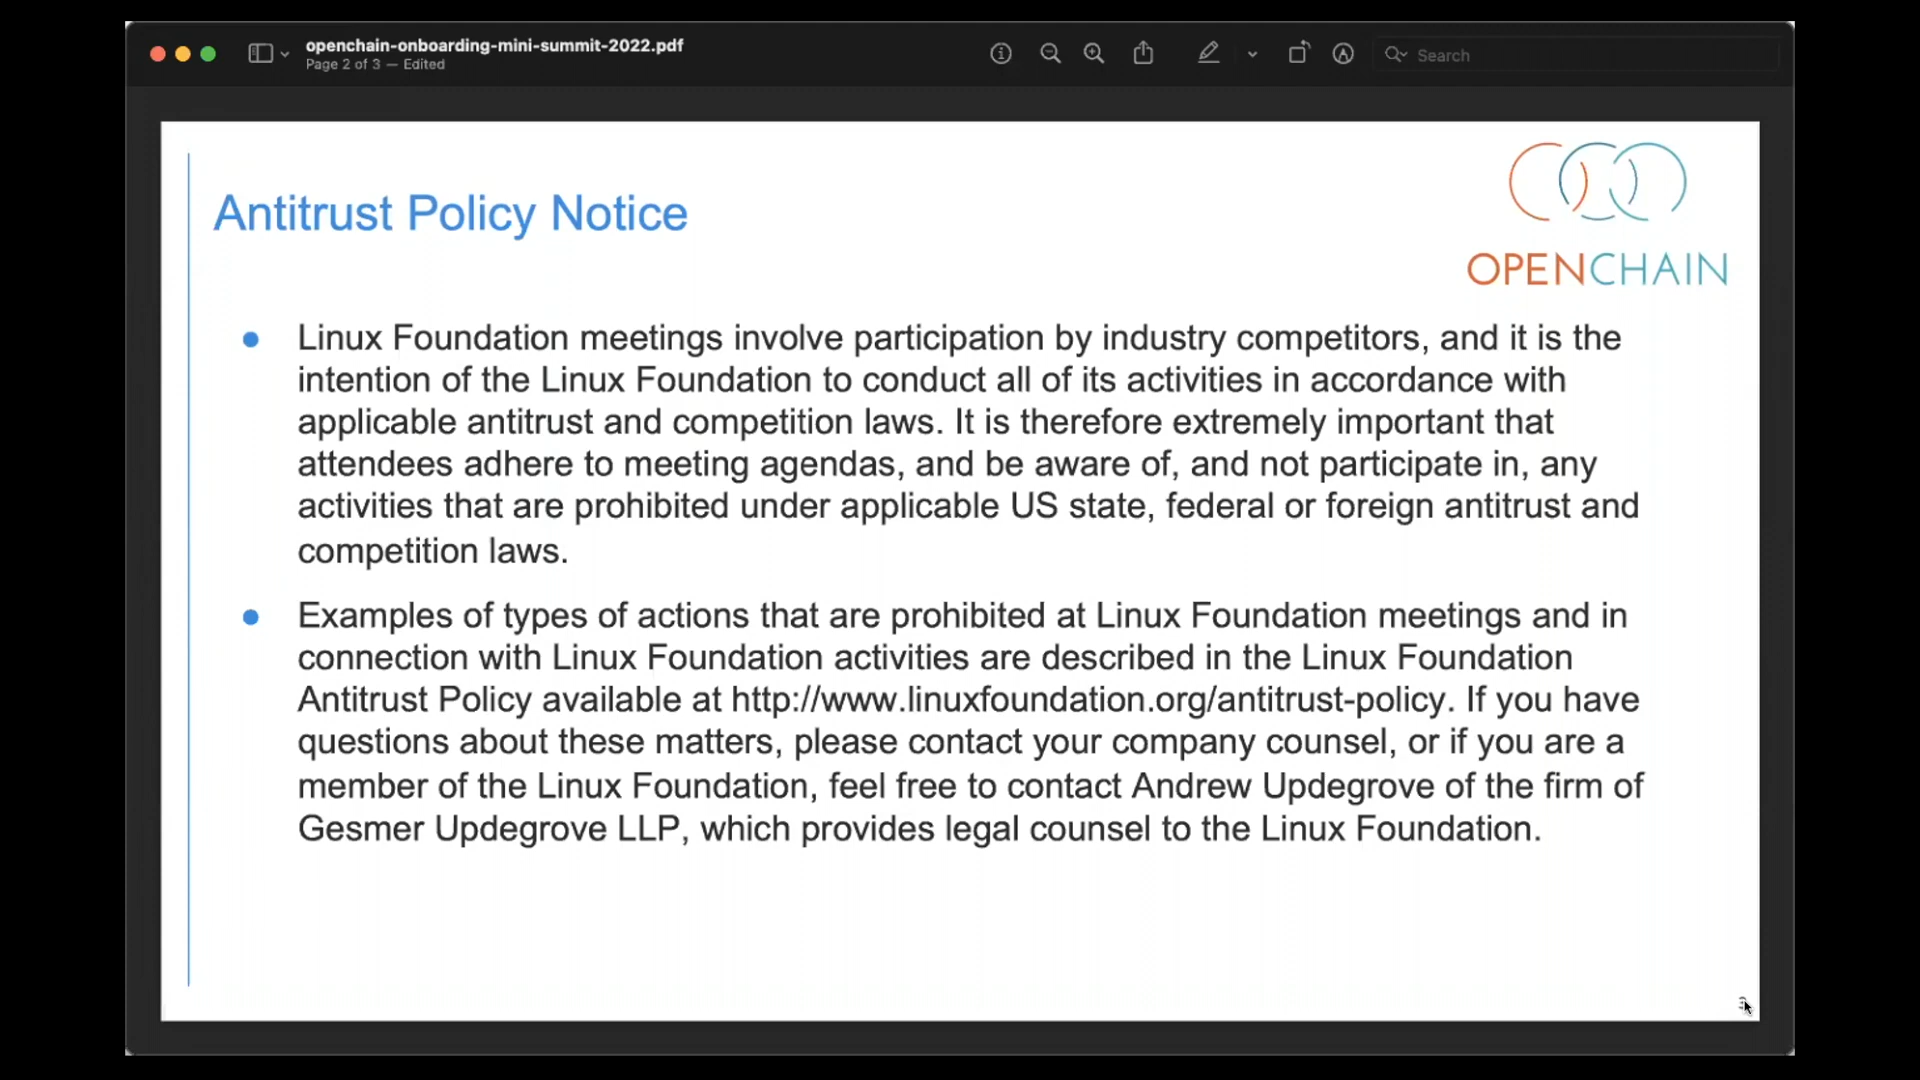 openchain-onboarding-mini-summit-2022.pdf
Page 2 of 3 — Edited
Search
Antitrust Policy Notice
OPENCHAIN
Linux Foundation meetings involve participation by industry competitors, and it is the
intention of the Linux Foundation to conduct all of its activities in accordance with
applicable antitrust and competition laws. It is therefore extremely important that
attendees adhere to meeting agendas, and be aware of, and not participate in, any
activities that are prohibited under applicable US state, federal or foreign antitrust and
competition laws.
Examples of types of actions that are prohibited at Linux Foundation meetings and in
connection with Linux Foundation activities are described in the Linux Foundation
Antitrust Policy available at http://www.linuxfoundation.org/antitrust-policy. If you have
questions about these matters, please contact your company counsel, or if you are a
member of the Linux Foundation, feel free to contact Andrew Updegrove of the firm of
Gesmer Updegrove LLP, which provides legal counsel to the Linux Foundation.